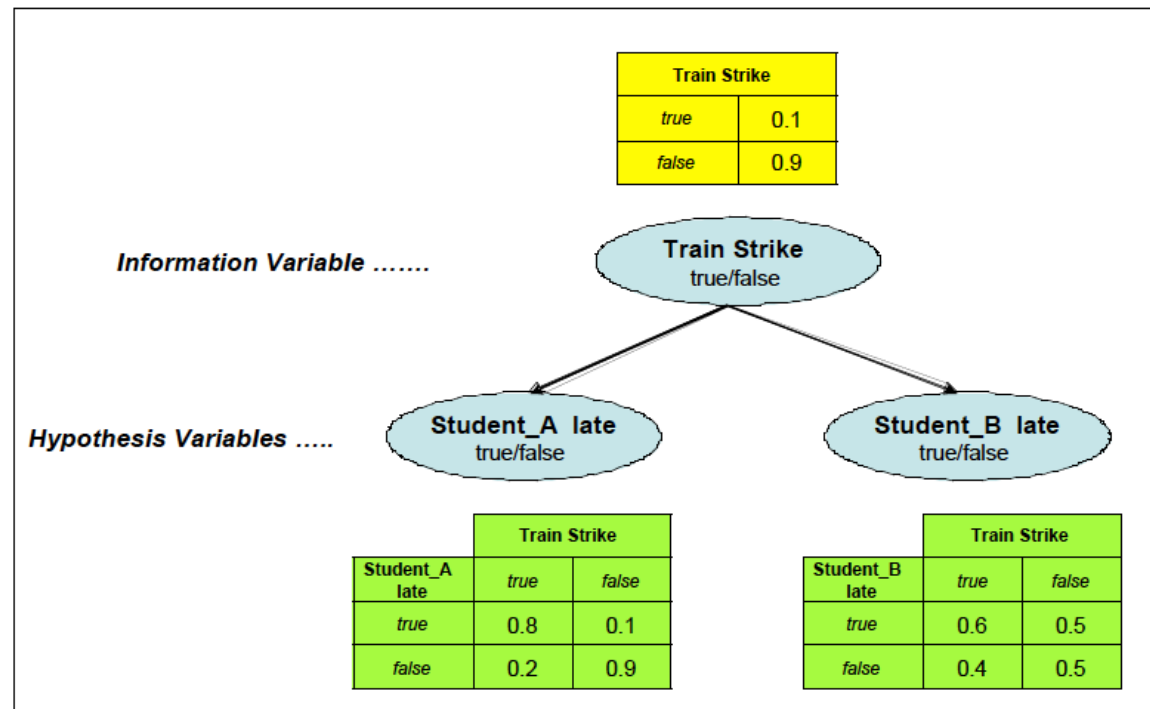 Train Strike
true 0.1
false 0.9
Information Variable …….
Train Strike
true/false
Hypothesis Variables …..
Student_A late
true/false
Student_B late
true/false
Train Strike
Student_A late true false
true 0.8 0.1
false 0.2 0.9
Train Strike
Student_B late true false
true 0.6 0.5
false 0.4 0.5